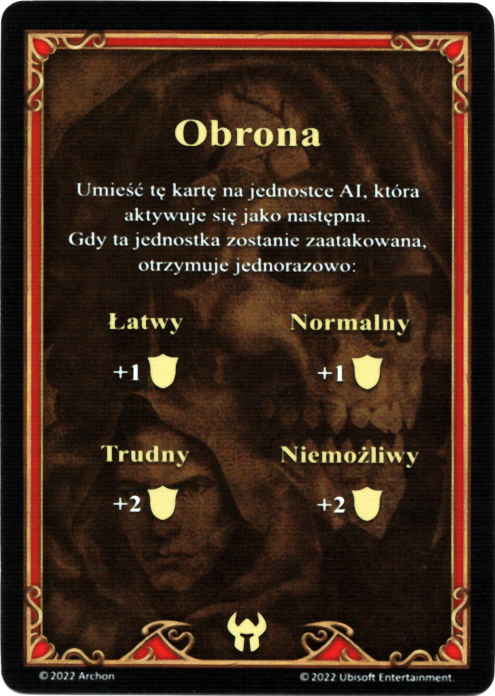 Obrona
Umieść tę kartę na jednostce AI, która
aktywuje się jako następna.
Gdy ta jednostka zostanie zaatakowana,
otrzymuje jednorazowo:
Łatwy
Normalny
+1
+1
Trudny
Niemożliwy
+2
+2
© 2022 Archon
© 2022 Ubisoft Entertainment.